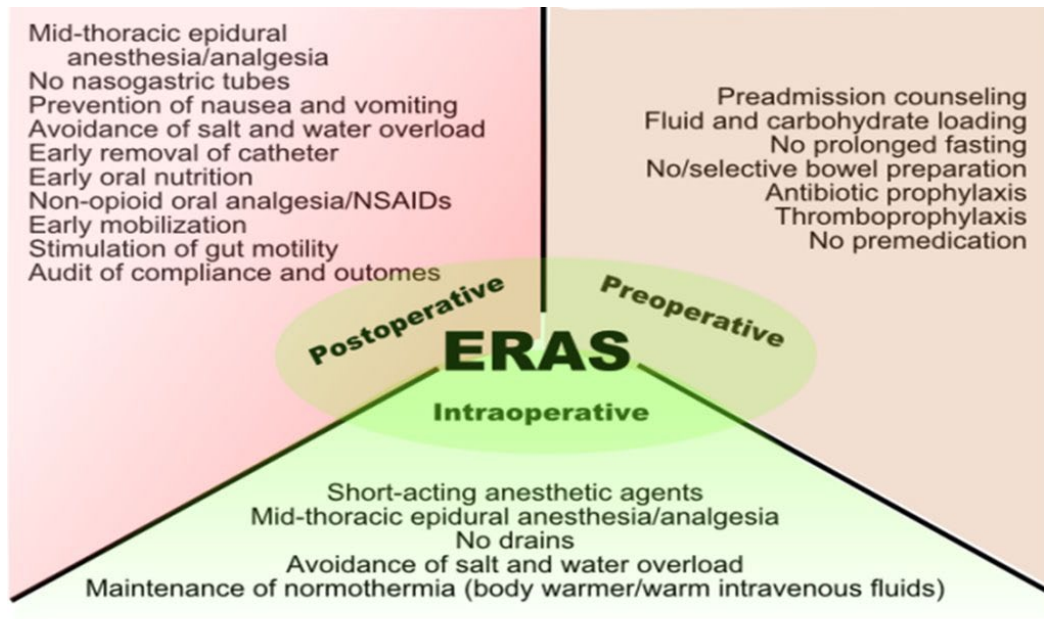 Mid-thoracic epidural
anesthesia/analgesia
No nasogastric tubes
Prevention of nausea and vomiting
Avoidance of salt and water overload
Early removal of catheter
Early oral nutrition
Non-opioid oral analgesia/NSAIDs
Early mobilization
Stimulation of gut motility
Audit of compliance and outomes
Preadmission counseling
Fluid and carbohydrate loading
No prolonged fasting
No/selective bowel preparation
Antibiotic prophylaxis
Thromboprophylaxis
No premedication
Postoperative
Preoperative
ERAS
Intraoperative
Short-acting anesthetic agents
Mid-thoracic epidural anesthesia/analgesia
No drains
Avoidance of salt and water overload
Maintenance of normothermia (body warmer/warm intravenous fluids)